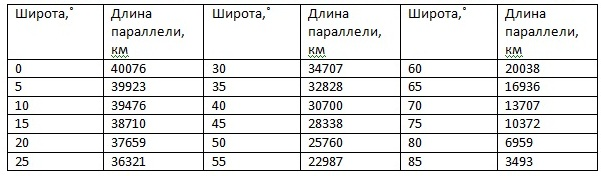 Широта,° Длина параллели, км Широта,° Длина параллели, км Широта,° Длина параллели, км
0 40076 30 34707 60 20038
5 39923 35 32828 65 16936
10 39476 40 30700 70 13707
15 38710 45 28338 75 10372
20 37659 50 25760 80 6959
25 36321 55 22987 85 3493